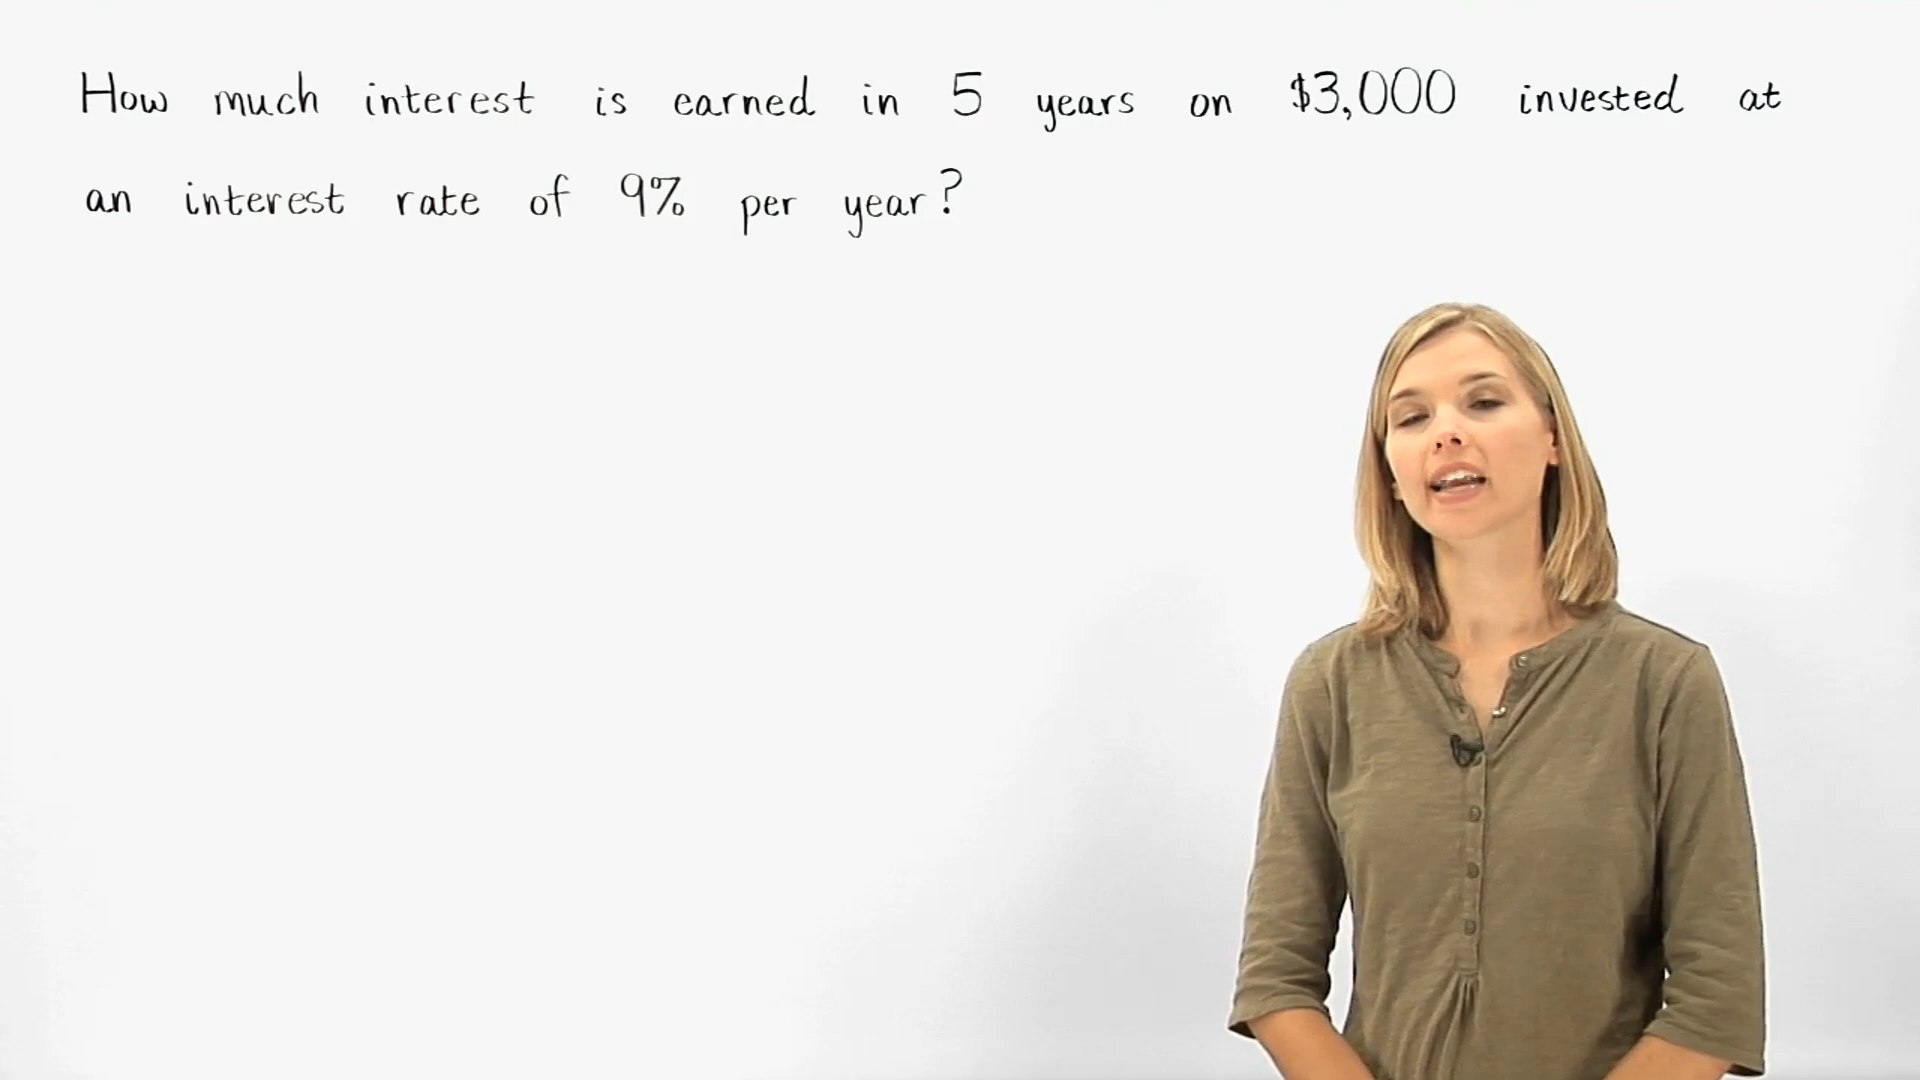 How much interest is earned in 5 years on $3,000 invested at
an interest rate of 9% per year?